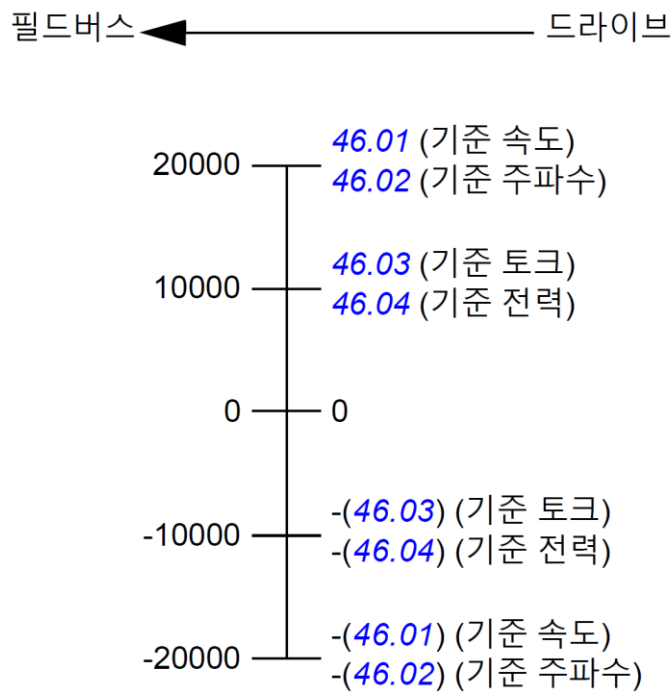 필드버스 드라이브
46.01 (기준 속도)
20000
46.02 (기준 주파수)
46.03 (기준 토크)
10000
46.04 (기준 전력)
0 0
-(46.03) (기준 토크)
-10000
-(46.04) (기준 전력)
-(46.01) (기준 속도)
-20000
-(46.02) (기준 주파수)